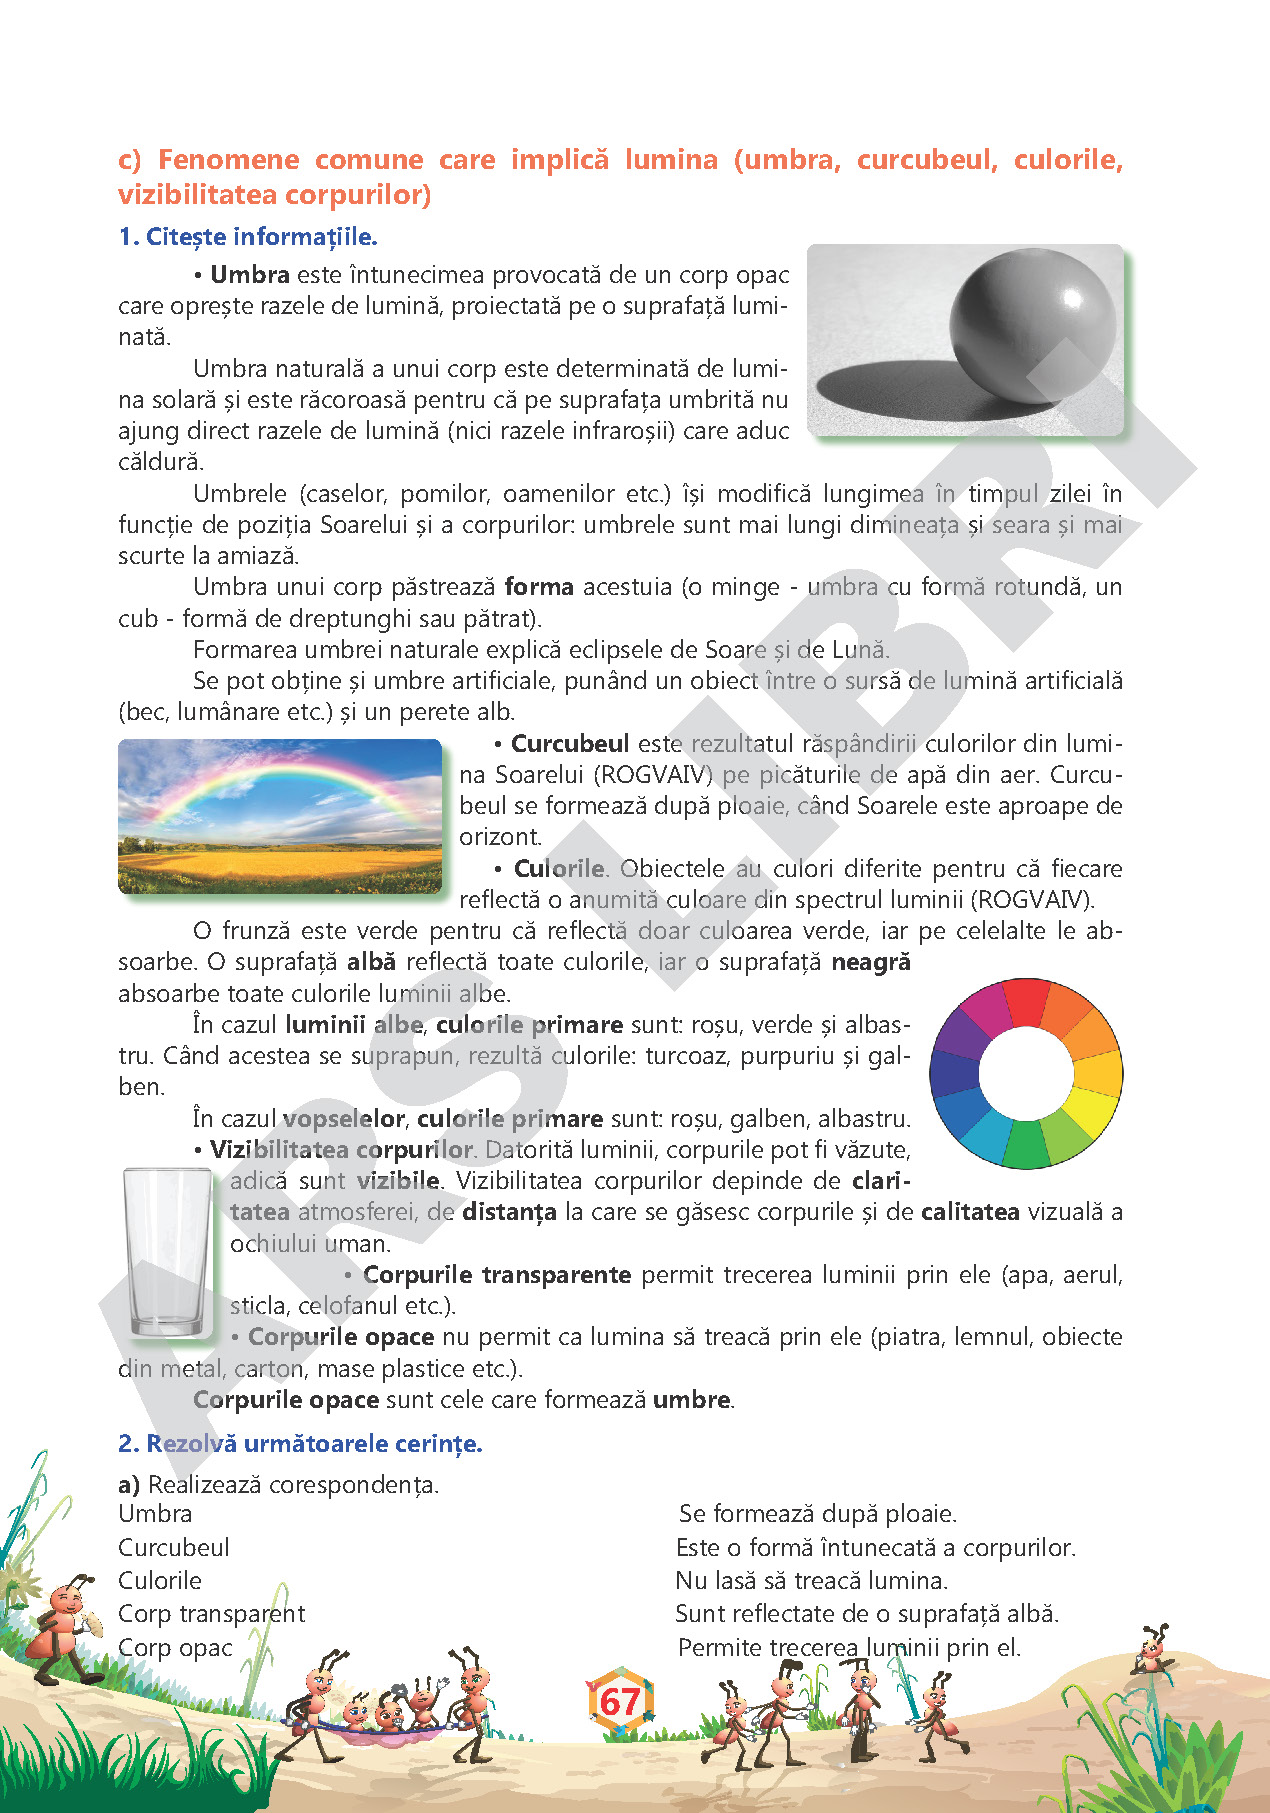 c) Fenomene comune care implică lumina (umbra, curcubeul, culorile,
vizibilitatea corpurilor)
1. Citește informațiile.
• Umbra este întunecimea provocată de un corp opac
care oprește razele de lumină, proiectată pe o suprafață lumi-
nată.
Umbra naturală a unui corp este determinată de lumi-
na solară și este răcoroasă pentru că pe suprafața umbrită nu
ajung direct razele de lumină (nici razele infraroșii) care aduc
căldură.
Umbrele (caselor, pomilor, oamenilor etc.) își modifică lungimea în timpul zilei în
funcție de poziția Soarelui și a corpurilor: umbrele sunt mai lungi dimineața și seara și mai
scurte la amiază.
Umbra unui corp păstrează forma acestuia (o minge - umbra cu formă rotundă, un
cub - formă de dreptunghi sau pătrat).
Formarea umbrei naturale explică eclipsele de Soare și de Lună.
Se pot obține și umbre artificiale, punând un obiect între o sursă de lumină artificială
(bec, lumânare etc.) și un perete alb.
• Curcubeul este rezultatul răspândirii culorilor din lumi-
na Soarelui (ROGVAIV) pe picăturile de apă din aer. Curcu-
beul se formează după ploaie, când Soarele este aproape de
orizont.
• Culorile. Obiectele au culori diferite pentru că fiecare
reflectă o anumită culoare din spectrul luminii (ROGVAIV).
O frunză este verde pentru că reflectă doar culoarea verde, iar pe celelalte le ab-
soarbe. O suprafață albă reflectă toate culorile, iar o suprafață neagră
absoarbe toate culorile luminii albe.
În cazul luminii albe, culorile primare sunt: roșu, verde și albas-
tru. Când acestea se suprapun, rezultă culorile: turcoaz, purpuriu și gal-
ben.
În cazul vopselelor, culorile primare sunt: roșu, galben, albastru.
• Vizibilitatea corpurilor. Datorită luminii, corpurile pot fi văzute,
adică sunt vizibile. Vizibilitatea corpurilor depinde de clari-
tatea atmosferei, de distanța la care se găsesc corpurile și de calitatea vizuală a
ochiului uman.
• Corpurile transparente permit trecerea luminii prin ele (apa, aerul,
sticla, celofanul etc.).
• Corpurile opace nu permit ca lumina să treacă prin ele (piatra, lemnul, obiecte
din metal, carton, mase plastice etc.).
Corpurile opace sunt cele care formează umbre.
2. Rezolvă următoarele cerințe.
a) Realizează corespondența.
Umbra Se formează după ploaie.
Curcubeul Este o formă întunecată a corpurilor.
Culorile Nu lasă să treacă lumina.
Corp transparent Sunt reflectate de o suprafață albă.
Corp opac Permite trecerea luminii prin el.
67
ARS LIBRI